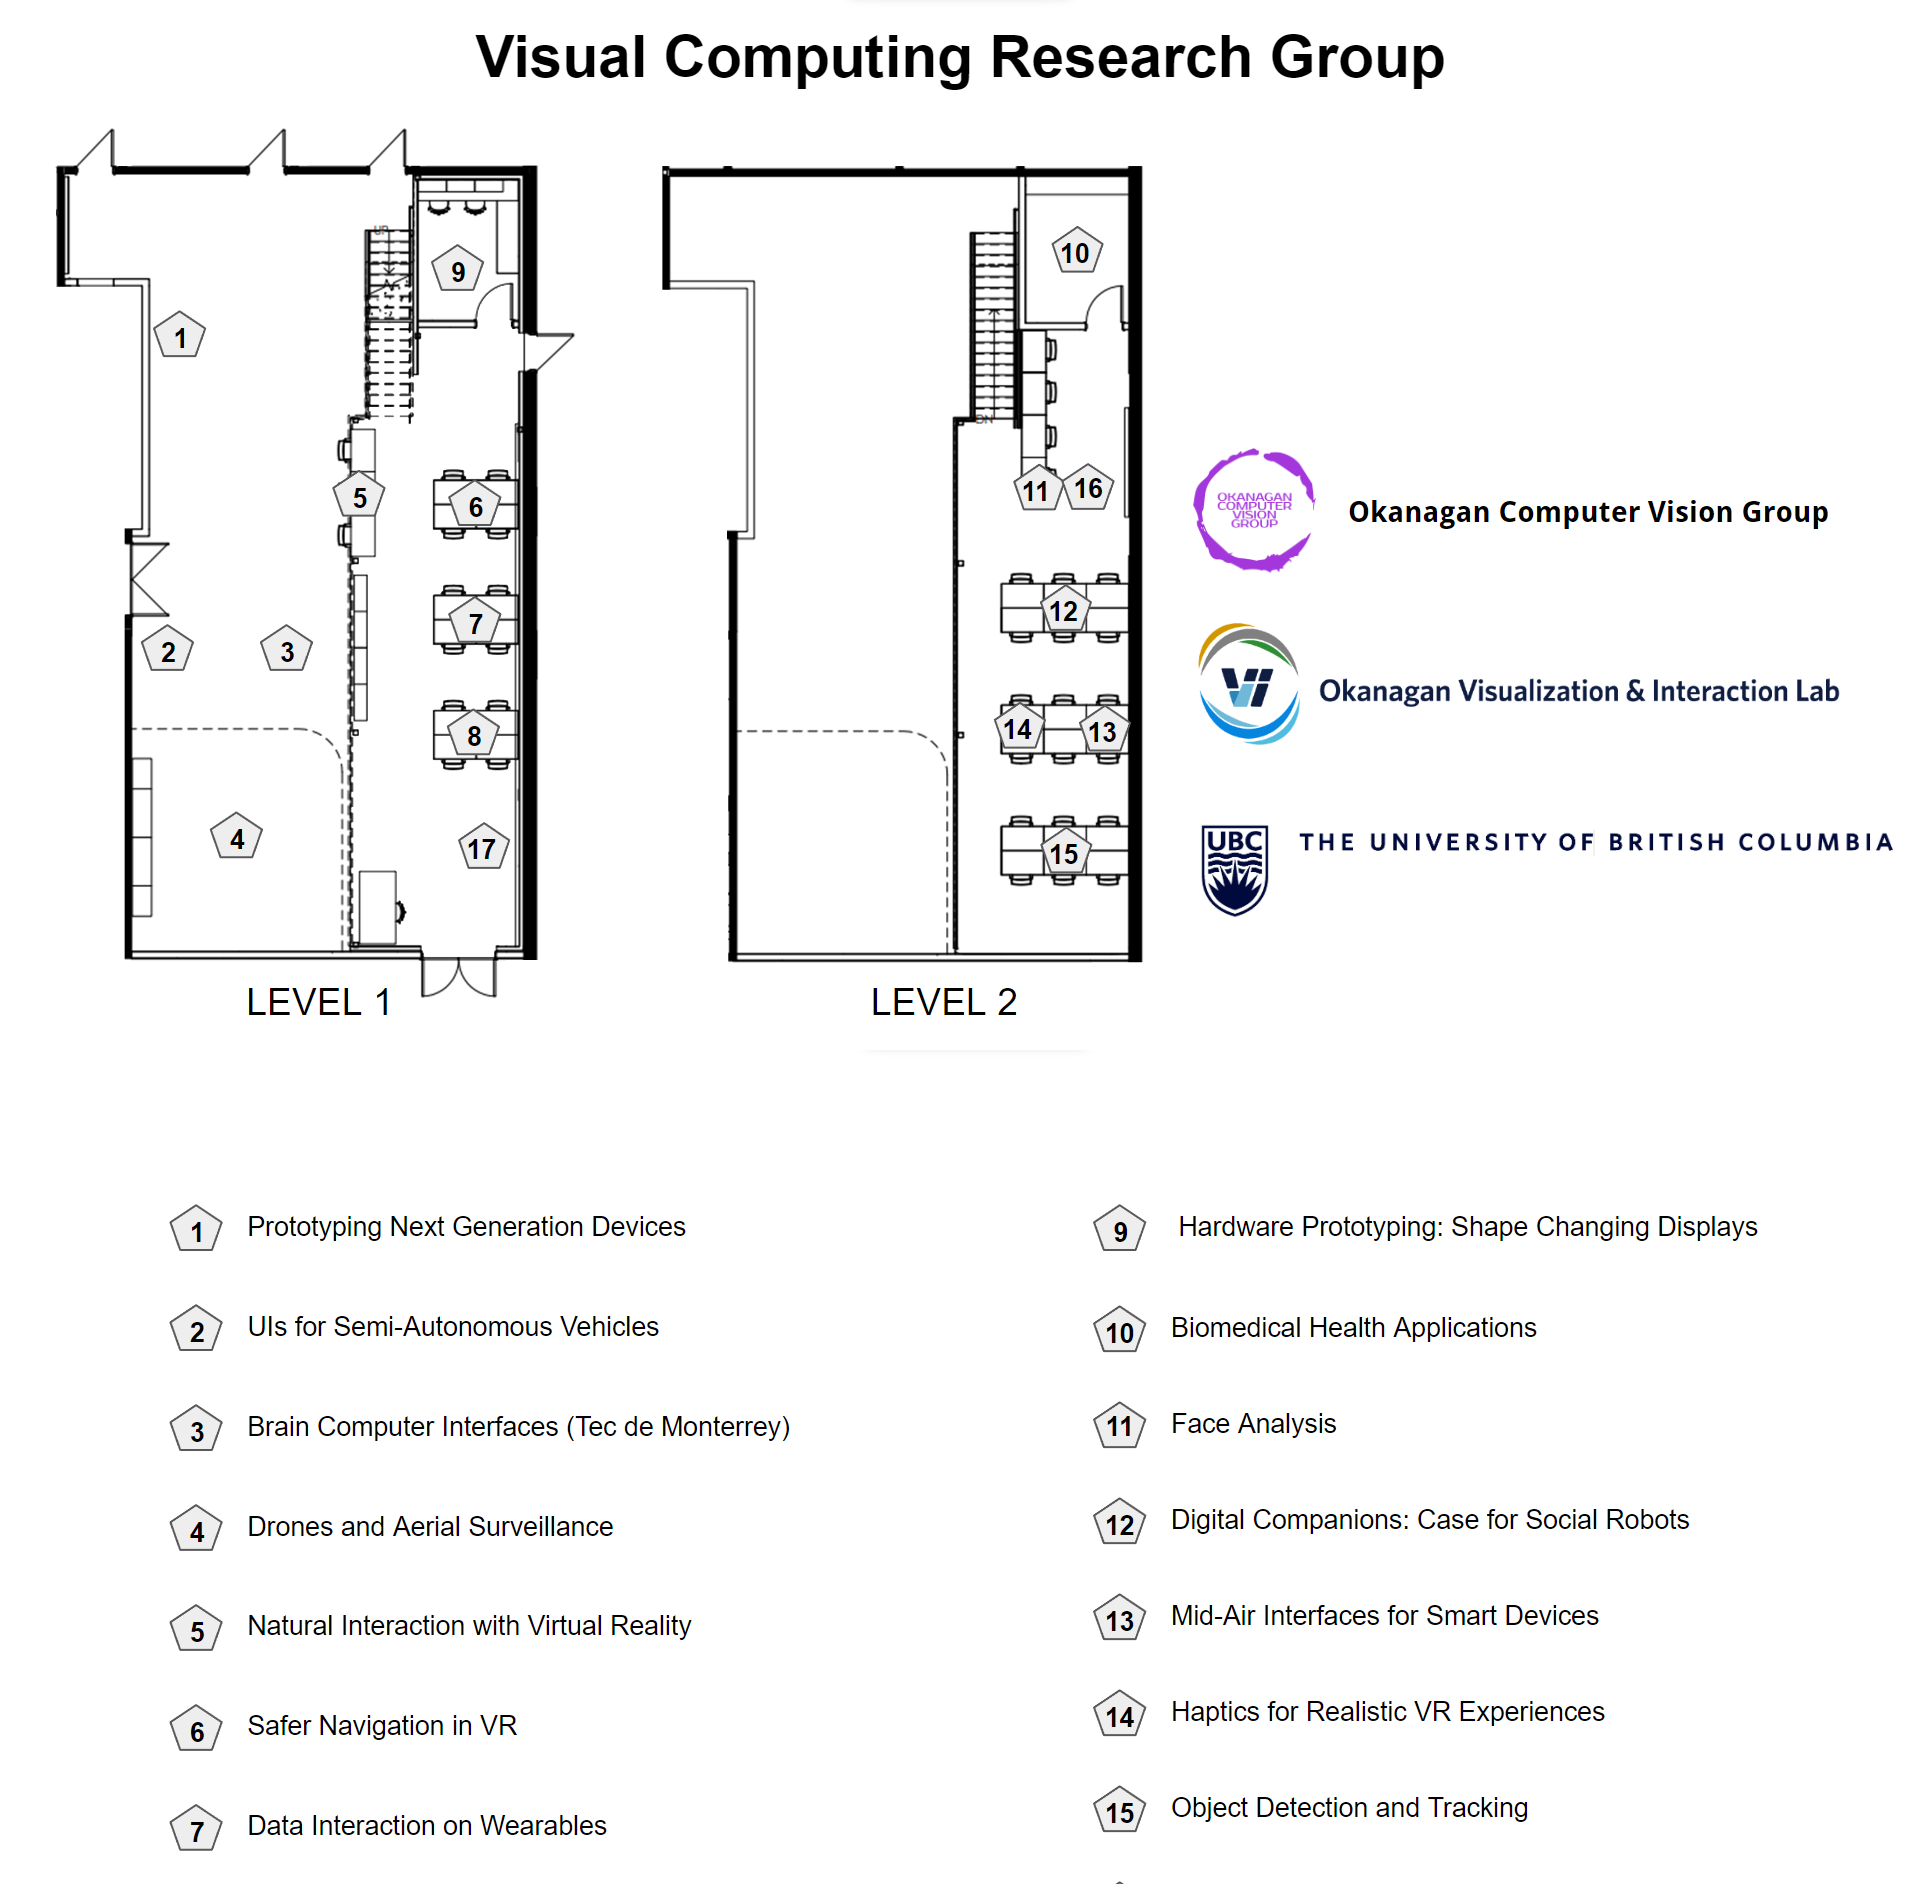 Visual Computing Research Group
UP
9
1
5
6
7
2
3
8
4
17
LEVEL 1
10
DN
11
16
12
14
13
15
LEVEL 2
OKANAGAN
COMPUTER
VISION
GROUP
Okanagan Computer Vision Group
Okanagan Visualization & Interaction Lab
UBC
THE UNIVERSITY OF BRITISH COLUMBIA
1 Prototyping Next Generation Devices
2 UIs for Semi-Autonomous Vehicles
3 Brain Computer Interfaces (Tec de Monterrey)
4 Drones and Aerial Surveillance
5 Natural Interaction with Virtual Reality
6 Safer Navigation in VR
7 Data Interaction on Wearables
9 Hardware Prototyping: Shape Changing Displays
10 Biomedical Health Applications
11 Face Analysis
12 Digital Companions: Case for Social Robots
13 Mid-Air Interfaces for Smart Devices
14 Haptics for Realistic VR Experiences
15 Object Detection and Tracking